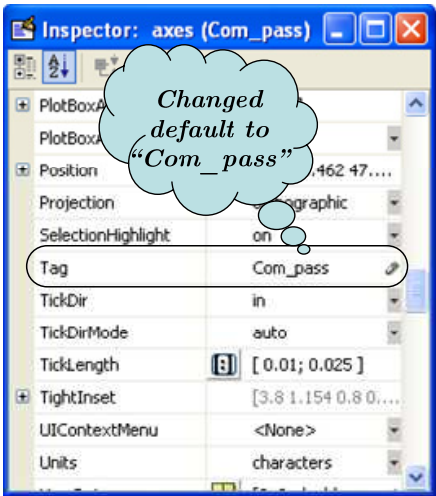 Inspector: axes (Com_pass)
PlotBoxA
PlotBoxA
Position .462 47....
Projection ographic
SelectionHighlight on
Tag Com_pass
TickDir in
TickDirMode auto
TickLength [ 0.01; 0.025 ]
TightInset [3.8 1.154 0.8 0....
UIContextMenu <None>
Units characters
Changed
default to
“Com_pass”